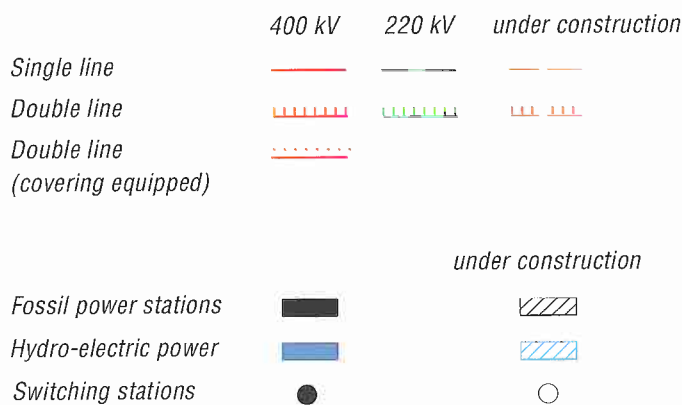 400 kV 220 kV under construction
Single line
Double line
Double line
(covering equipped)
under construction
Fossil power stations
Hydro-electric power
Switching stations